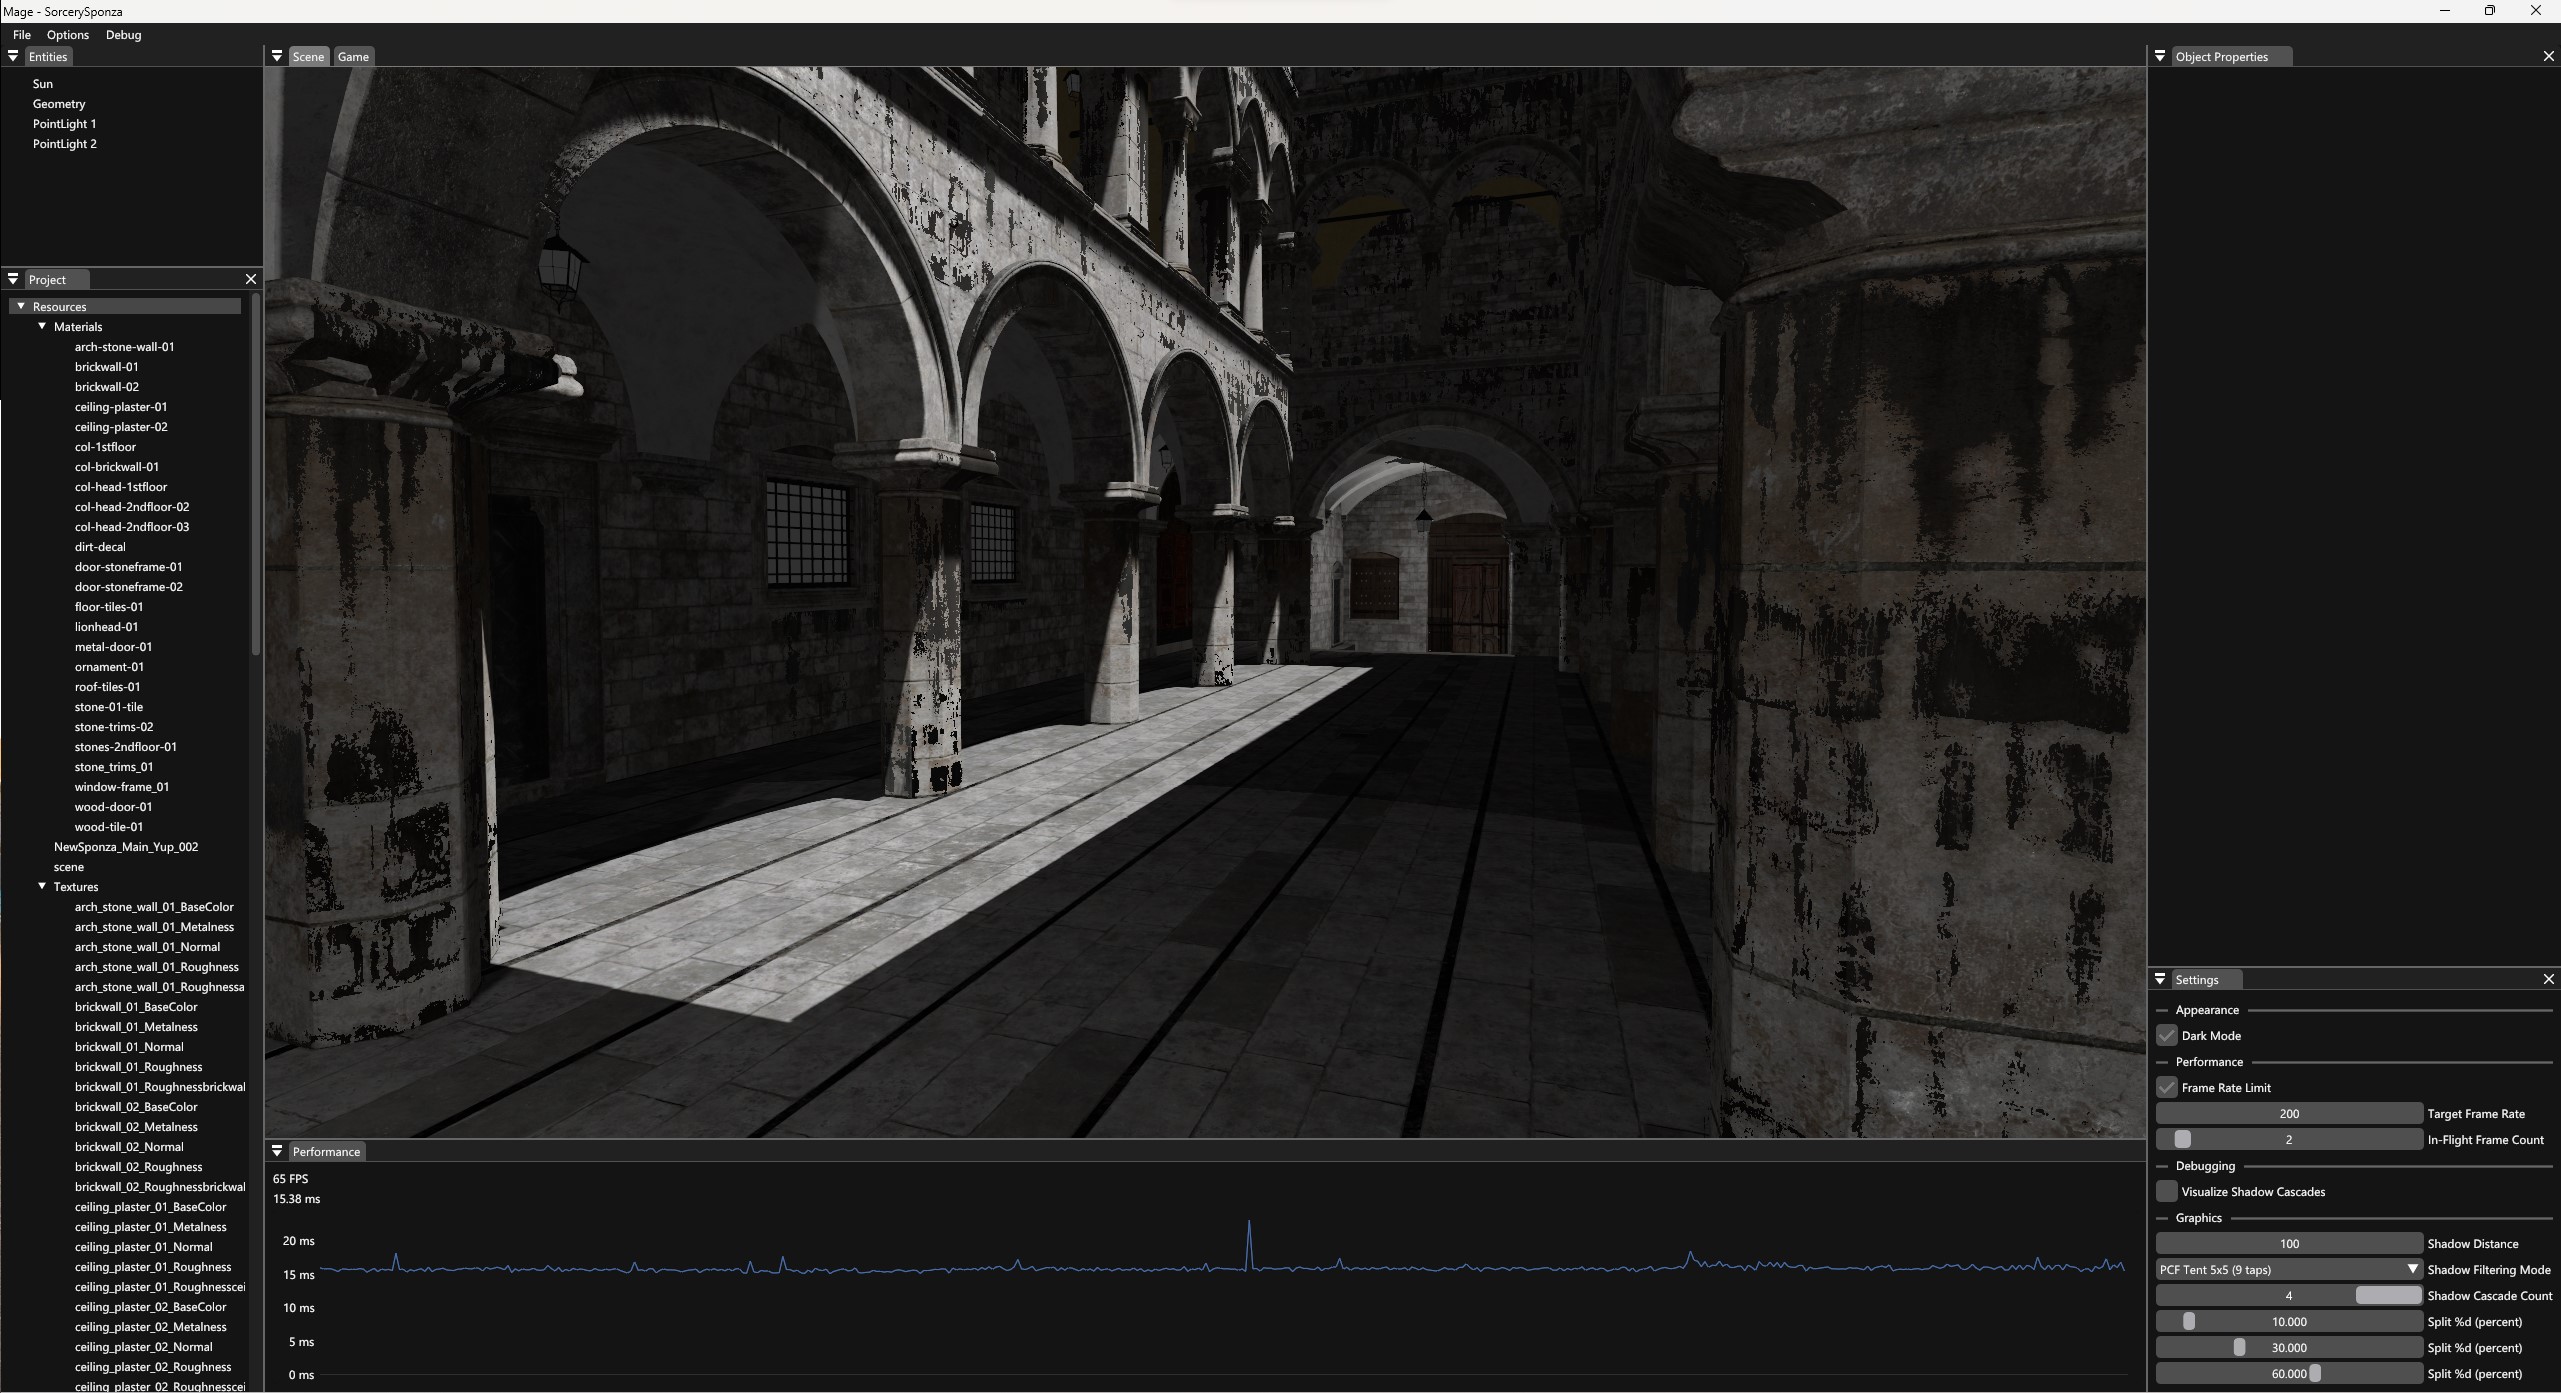 Mage - SorcerySponza
File Options Debug
Entities
Sun
Geometry
PointLight 1
PointLight 2
Project
Resources
Materials
arch-stone-wall-01
brickwall-01
brickwall-02
ceiling-plaster-01
ceiling-plaster-02
col-1stfloor
col-brickwall-01
col-head-1stfloor
col-head-2ndfloor-02
col-head-2ndfloor-03
dirt-decal
door-stoneframe-01
door-stoneframe-02
floor-tiles-01
lionhead-01
metal-door-01
ornament-01
roof-tiles-01
stone-01-tile
stone-trims-02
stones-2ndfloor-01
stone_trims_01
window-frame_01
wood-door-01
wood-tile-01
NewSponza_Main_Yup_002
scene
Textures
arch_stone_wall_01_BaseColor
arch_stone_wall_01_Metalness
arch_stone_wall_01_Normal
arch_stone_wall_01_Roughness
arch_stone_wall_01_Roughnessa
brickwall_01_BaseColor
brickwall_01_Metalness
brickwall_01_Normal
brickwall_01_Roughness
brickwall_01_Roughnessbrickwal
brickwall_02_BaseColor
brickwall_02_Metalness
brickwall_02_Normal
brickwall_02_Roughness
brickwall_02_Roughnessbrickwal
ceiling_plaster_01_BaseColor
ceiling_plaster_01_Metalness
ceiling_plaster_01_Normal
ceiling_plaster_01_Roughness
ceiling_plaster_01_Roughnesscei
ceiling_plaster_02_BaseColor
ceiling_plaster_02_Metalness
ceiling_plaster_02_Normal
ceiling_plaster_02_Roughness
ceiling_plaster_02_Roughnesscei
Scene Game
Performance
65 FPS
15.38 ms
20 ms
15 ms
10 ms
5 ms
0 ms
Object Properties
Settings
Appearance
Dark Mode
Performance
Frame Rate Limit
200 Target Frame Rate
2 In-Flight Frame Count
Debugging
Visualize Shadow Cascades
Graphics
100 Shadow Distance
PCF Tent 5x5 (9 taps) Shadow Filtering Mode
4 Shadow Cascade Count
10.000 Split %d (percent)
30.000 Split %d (percent)
60.000 Split %d (percent)